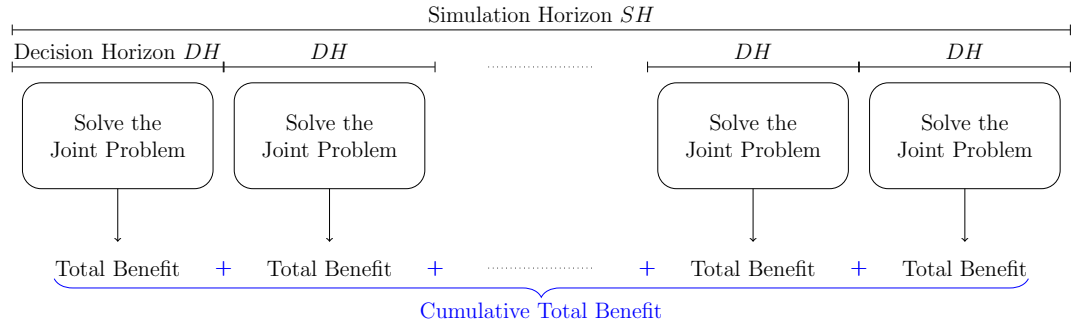 Simulation Horizon SH
Decision Horizon DH DH DH DH
Solve the Solve the Solve the Solve the
Joint Problem Joint Problem Joint Problem Joint Problem
Total Benefit + Total Benefit + + Total Benefit + Total Benefit
Cumulative Total Benefit